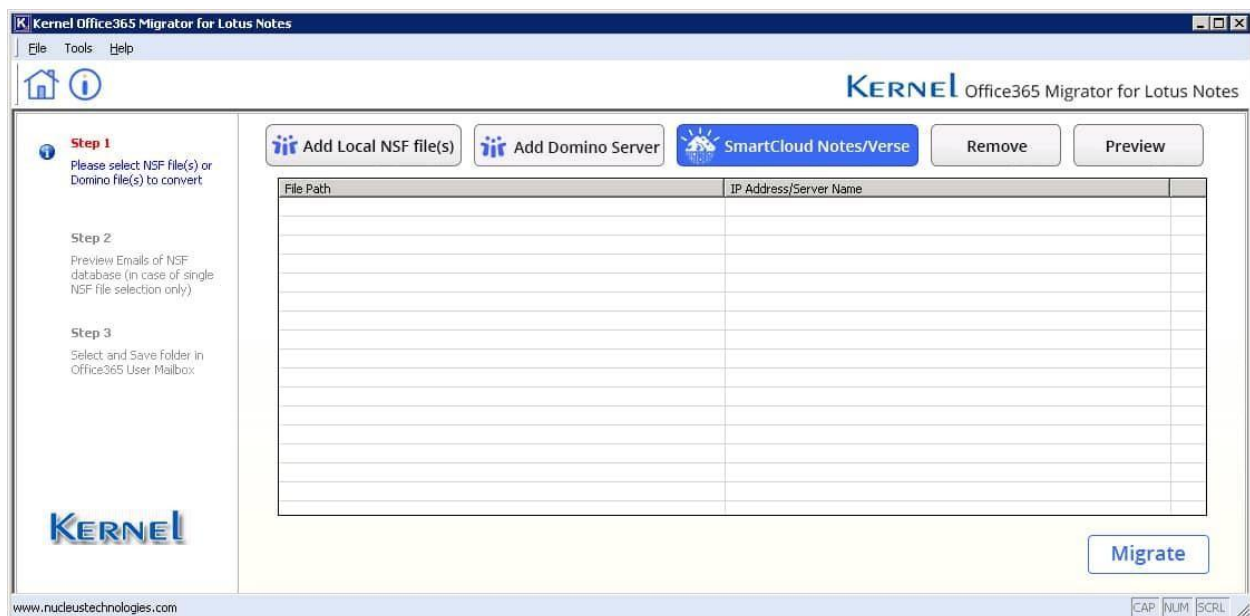 Kernel Office365 Migrator for Lotus Notes
File Tools Help
KERNEL Office365 Migrator for Lotus Notes
Step 1
Please select NSF file(s) or
Domino file(s) to convert
Step 2
Preview Emails of NSF
database (in case of single
NSF file selection only)
Step 3
Select and Save folder in
Office365 User Mailbox
KERNEL
Add Local NSF file(s) Add Domino Server SmartCloud Notes/Verse Remove Preview
File Path IP Address/Server Name
Migrate
www.nucleustechnologies.com CAP NUM SCRL